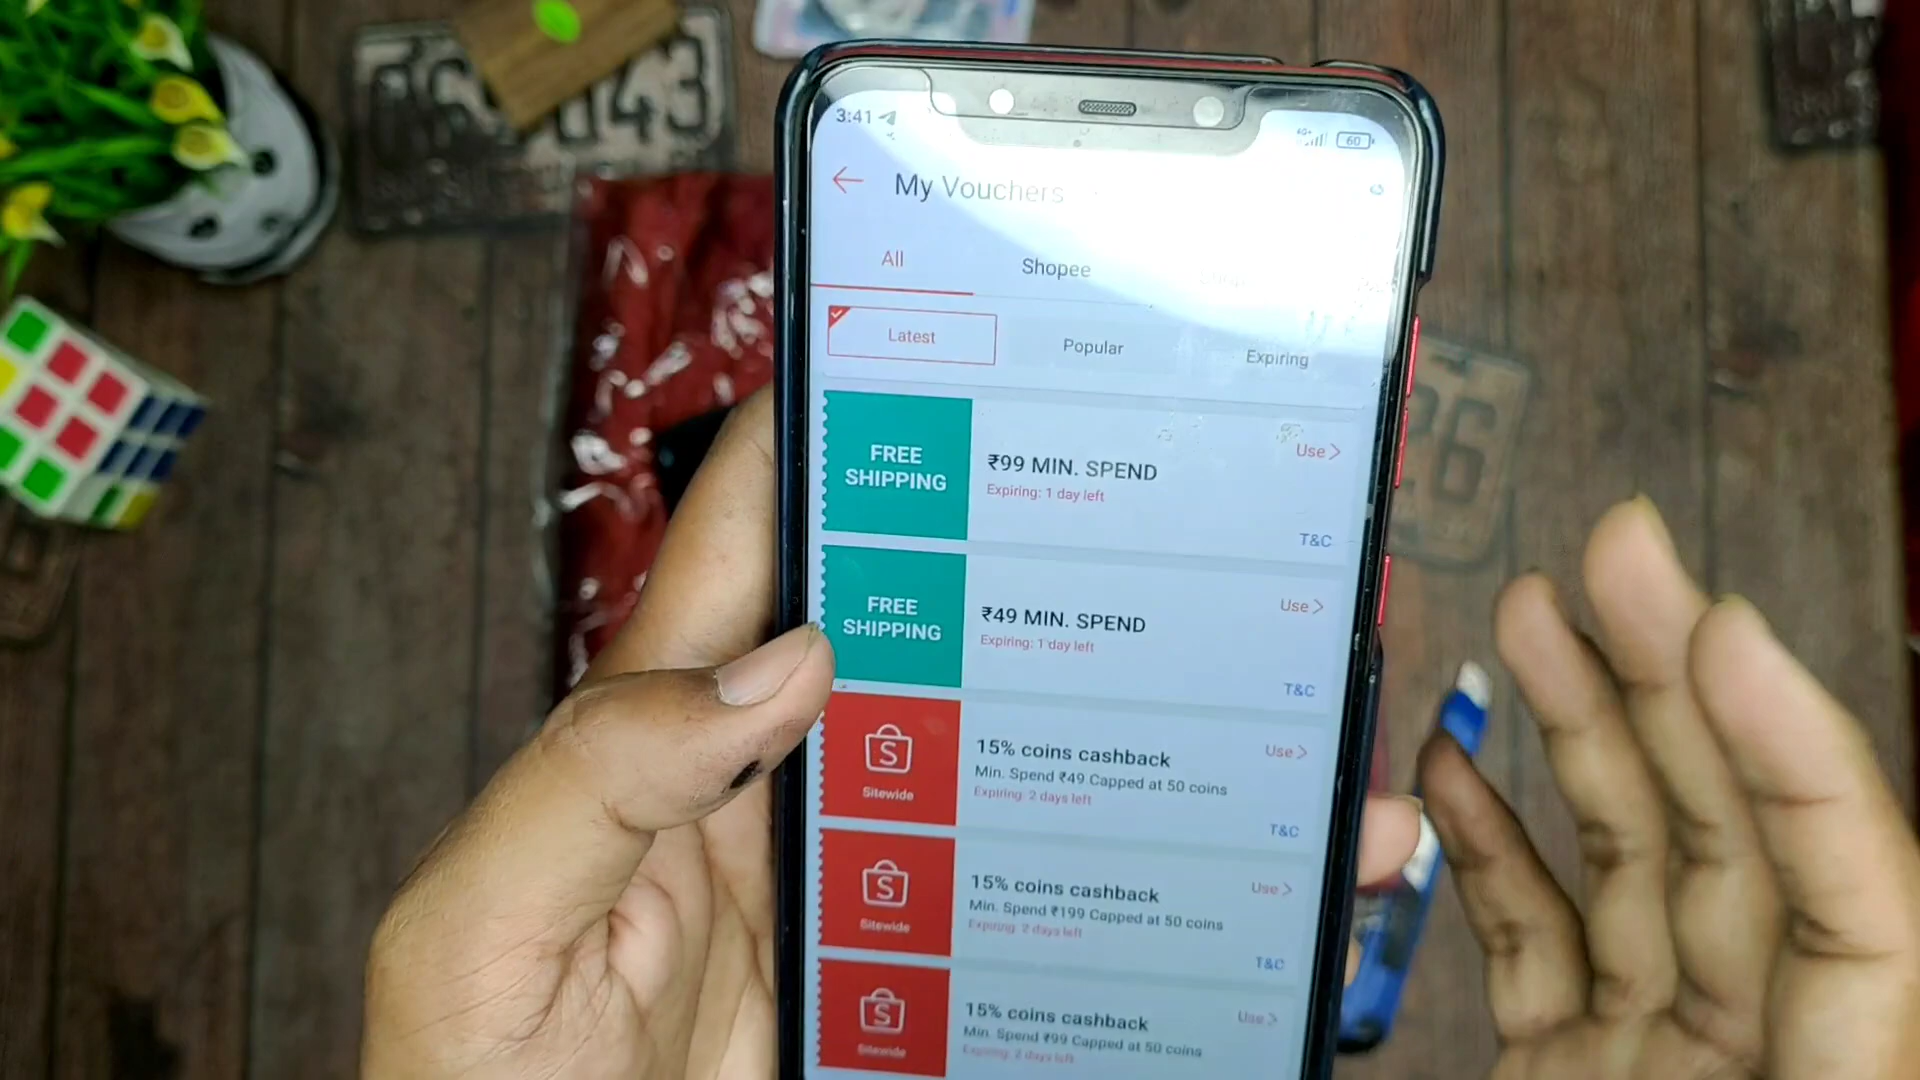 3:41
60
My Vouchers
All
Shopee
Latest
Popular
Expiring
FREE
SHIPPING
₹99 MIN. SPEND
Expiring: 1 day left
Use >
T&C
FREE
SHIPPING
₹49 MIN. SPEND
Expiring: 1 day left
Use >
T&C
S
Sitewide
15% coins cashback
Min. Spend ₹49 Capped at 50 coins
Expiring: 2 days left
Use >
T&C
S
Sitewide
15% coins cashback
Min. Spend ₹199 Capped at 50 coins
Expiring: 2 days left
Use >
T&C
S
Sitewide
15% coins cashback
Min. Spend ₹99 Capped at 50 coins
Expiring: 2 days left
Use >
26